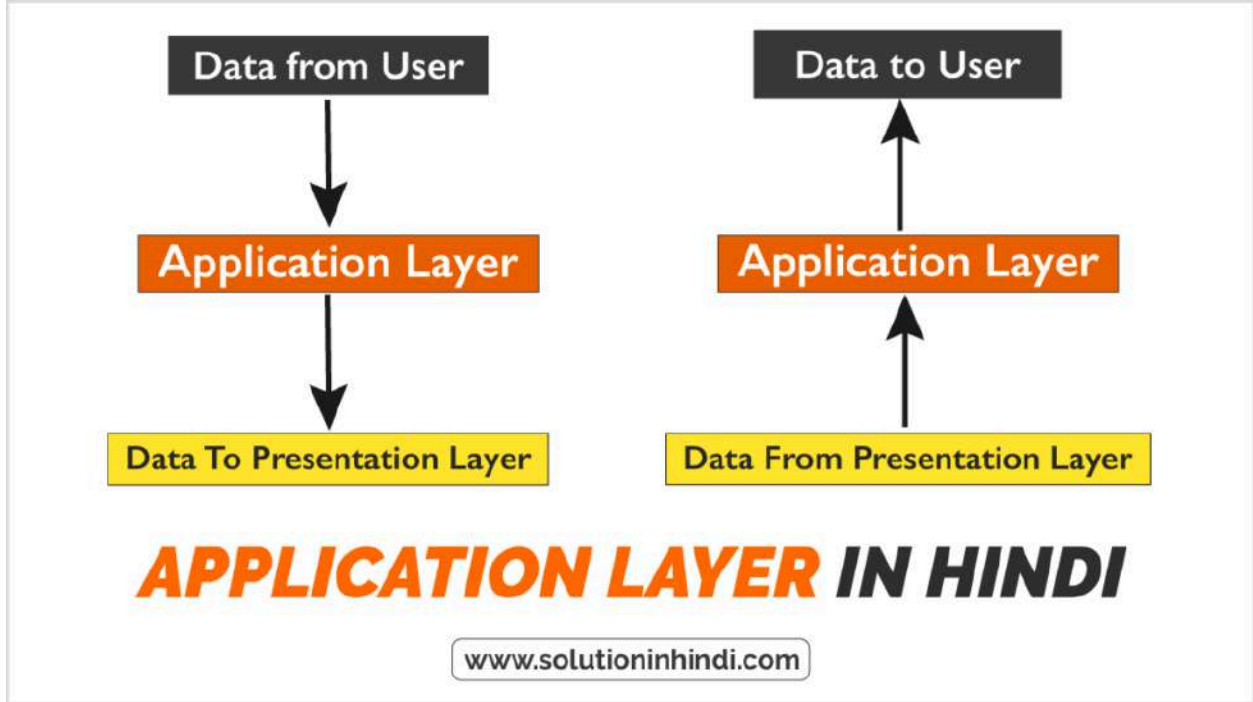 Data from User
Application Layer
Data To Presentation Layer
Data to User
Application Layer
Data From Presentation Layer
APPLICATION LAYER IN HINDI
www.solutioninhindi.com